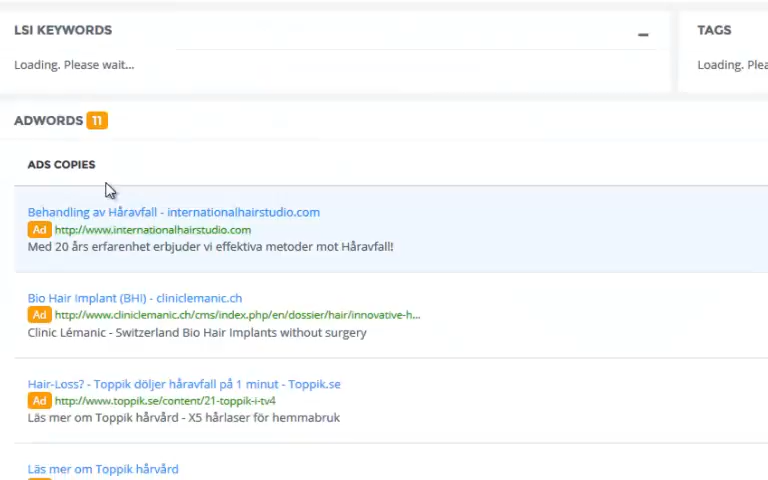 LSI KEYWORDS
TAGS
Loading. Please wait...
Loading. Plea
ADWORDS 11
ADS COPIES
Behandling av Håravfall - internationalhairstudio.com
Ad http://www.internationalhairstudio.com
Med 20 års erfarenhet erbjuder vi effektiva metoder mot Håravfall!
Bio Hair Implant (BHI) - cliniclemanic.ch
Ad http://www.cliniclemanic.ch/cms/index.php/en/dossier/hair/innovative-h...
Clinic Lémanic - Switzerland Bio Hair Implants without surgery
Hair-Loss? - Toppik döljer håravfall på 1 minut - Toppik.se
Ad http://www.toppik.se/content/21-toppik-i-tv4
Läs mer om Toppik hårvård - X5 hårlaser för hemmabruk
Läs mer om Toppik hårvård